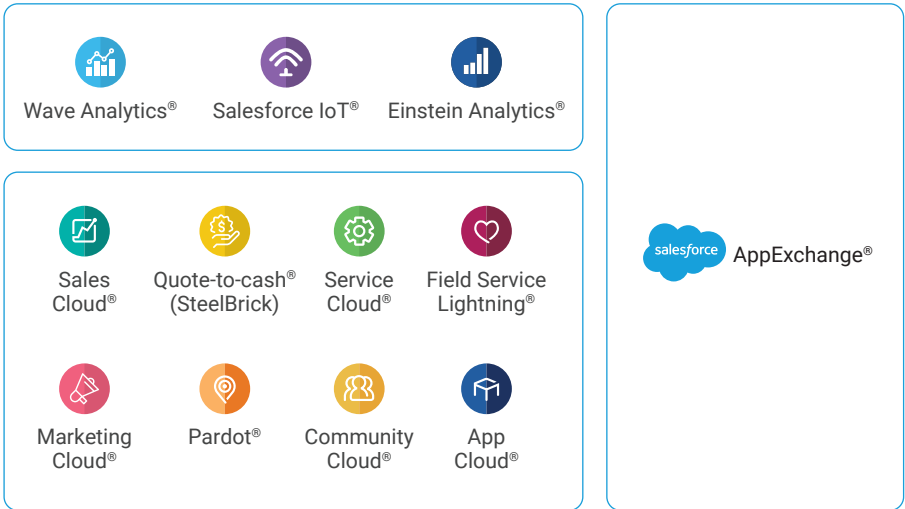 Wave Analytics®
Salesforce IoT®
Einstein Analytics®
Sales
Cloud®
Quote-to-cash®
(SteelBrick)
Service
Cloud®
Field Service
Lightning®
Marketing
Cloud®
Pardot®
Community
Cloud®
App
Cloud®
salesforce AppExchange®